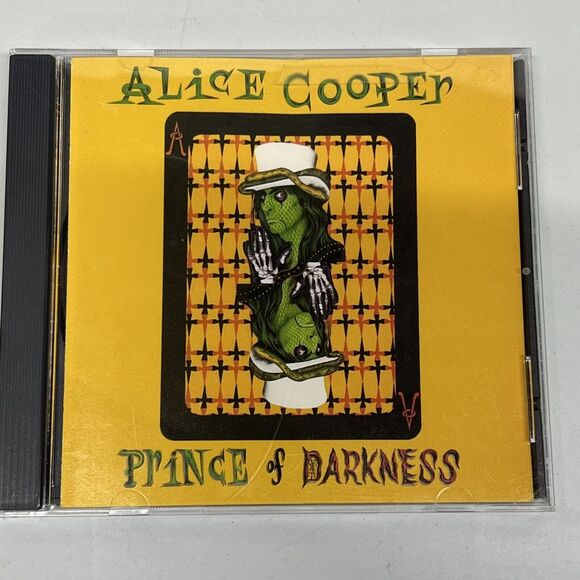 ALiCE COOPEr
A
A
PriNCE of DARKNESS